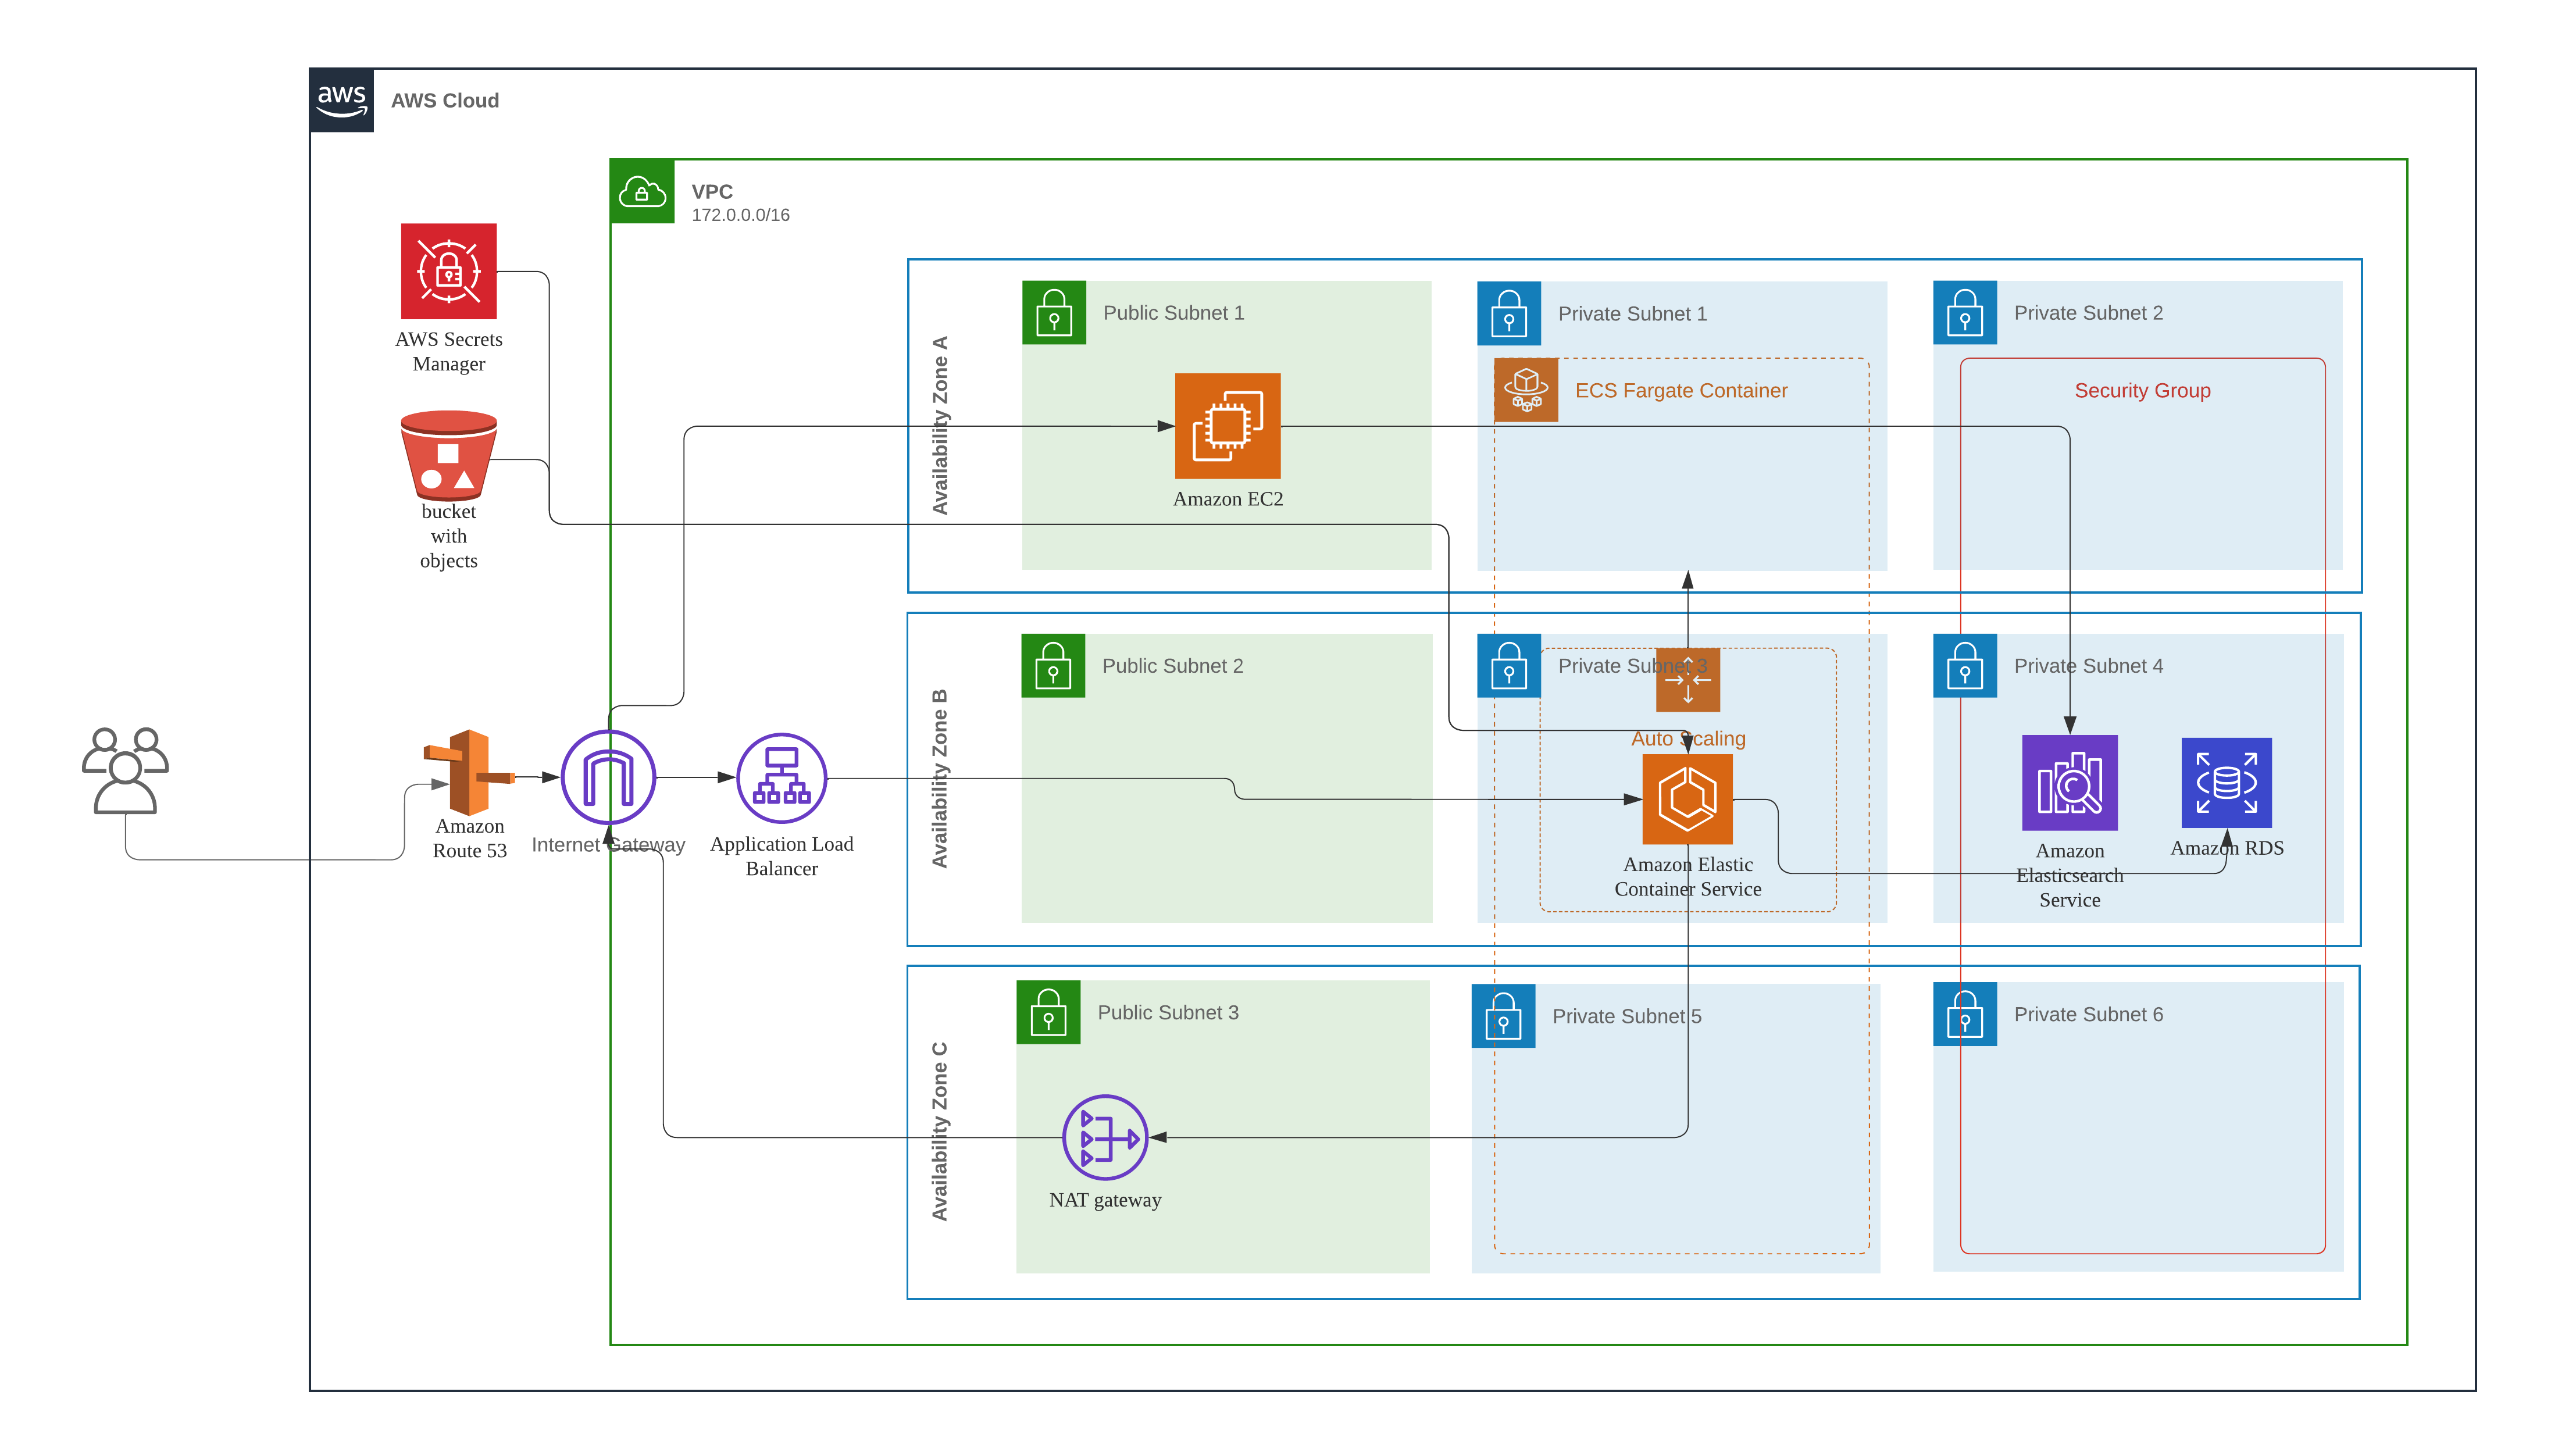 aws
AWS Cloud
VPC
172.0.0.0/16
AWS Secrets
Manager
bucket
with
objects
Availability Zone A
Public Subnet 1
Amazon EC2
Private Subnet 1
ECS Fargate Container
Private Subnet 2
Security Group
Amazon
Route 53
Internet Gateway
Application Load
Balancer
Availability Zone B
Public Subnet 2
Private Subnet 3
Auto Scaling
Amazon Elastic
Container Service
Private Subnet 4
Amazon
Elasticsearch
Service
Amazon RDS
Availability Zone C
Public Subnet 3
NAT gateway
Private Subnet 5
Private Subnet 6